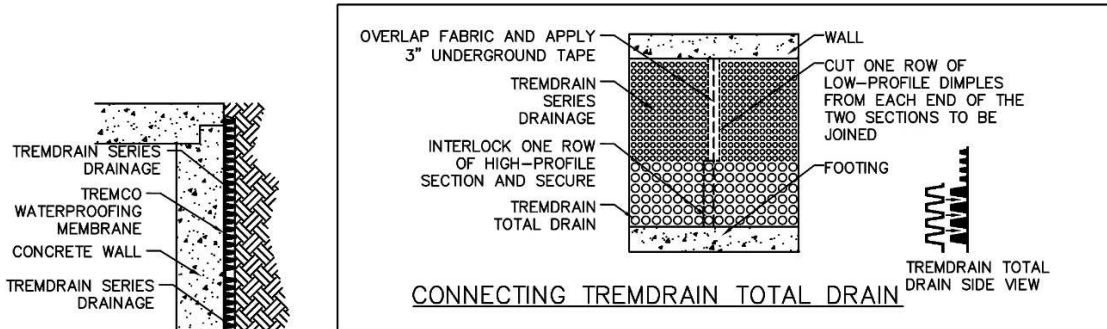 TREMDRAIN SERIES
DRAINAGE
TREMCO
WATERPROOFING
MEMBRANE
CONCRETE WALL
TREMDRAIN SERIES
DRAINAGE
OVERLAP FABRIC AND APPLY
3" UNDERGROUND TAPE
TREMDRAIN
SERIES
DRAINAGE
INTERLOCK ONE ROW
OF HIGH-PROFILE
SECTION AND SECURE
TREMDRAIN
TOTAL DRAIN
WALL
CUT ONE ROW OF
LOW-PROFILE DIMPLES
FROM EACH END OF THE
TWO SECTIONS TO BE
JOINED
FOOTING
TREMDRAIN TOTAL
DRAIN SIDE VIEW
CONNECTING TREMDRAIN TOTAL DRAIN